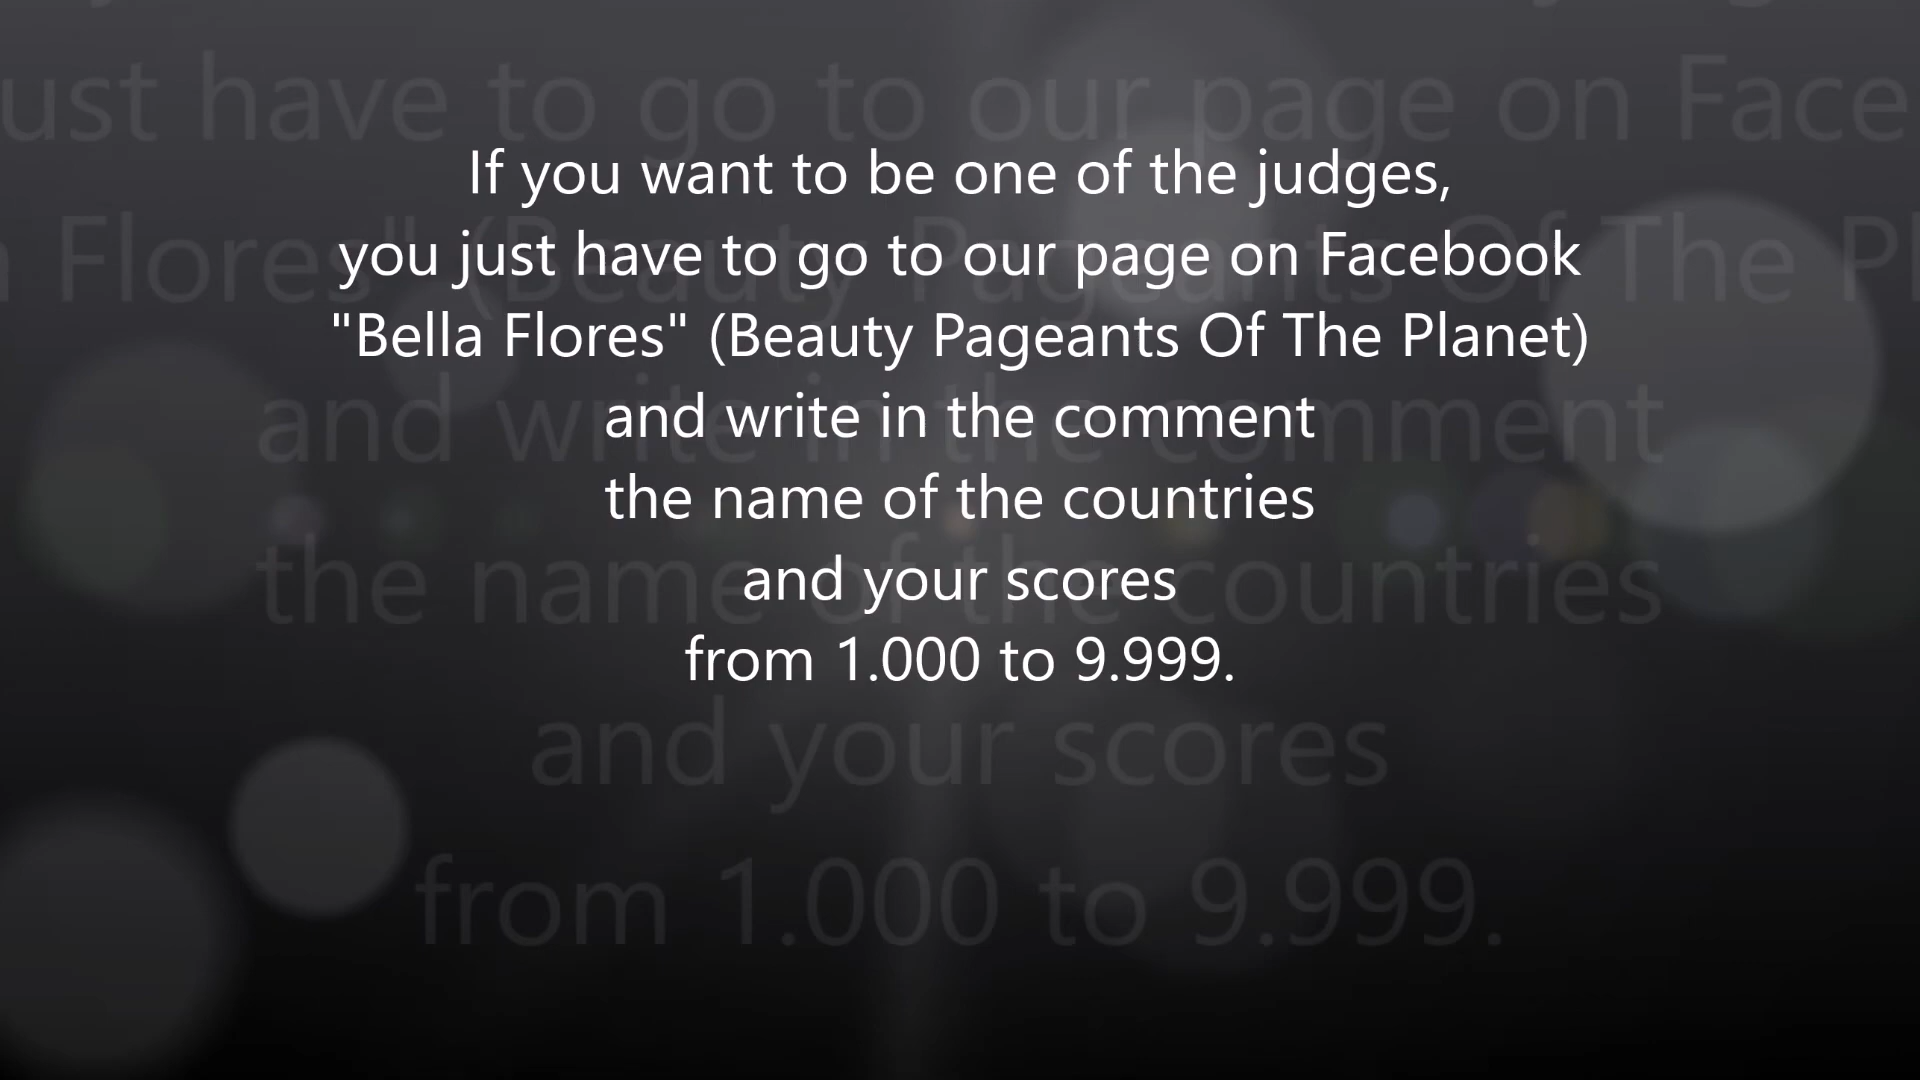 If you want to be one of the judges,
you just have to go to our page on Facebook
"Bella Flores" (Beauty Pageants Of The Planet)
and write in the comment
the name of the countries
and your scores
from 1.000 to 9.999.